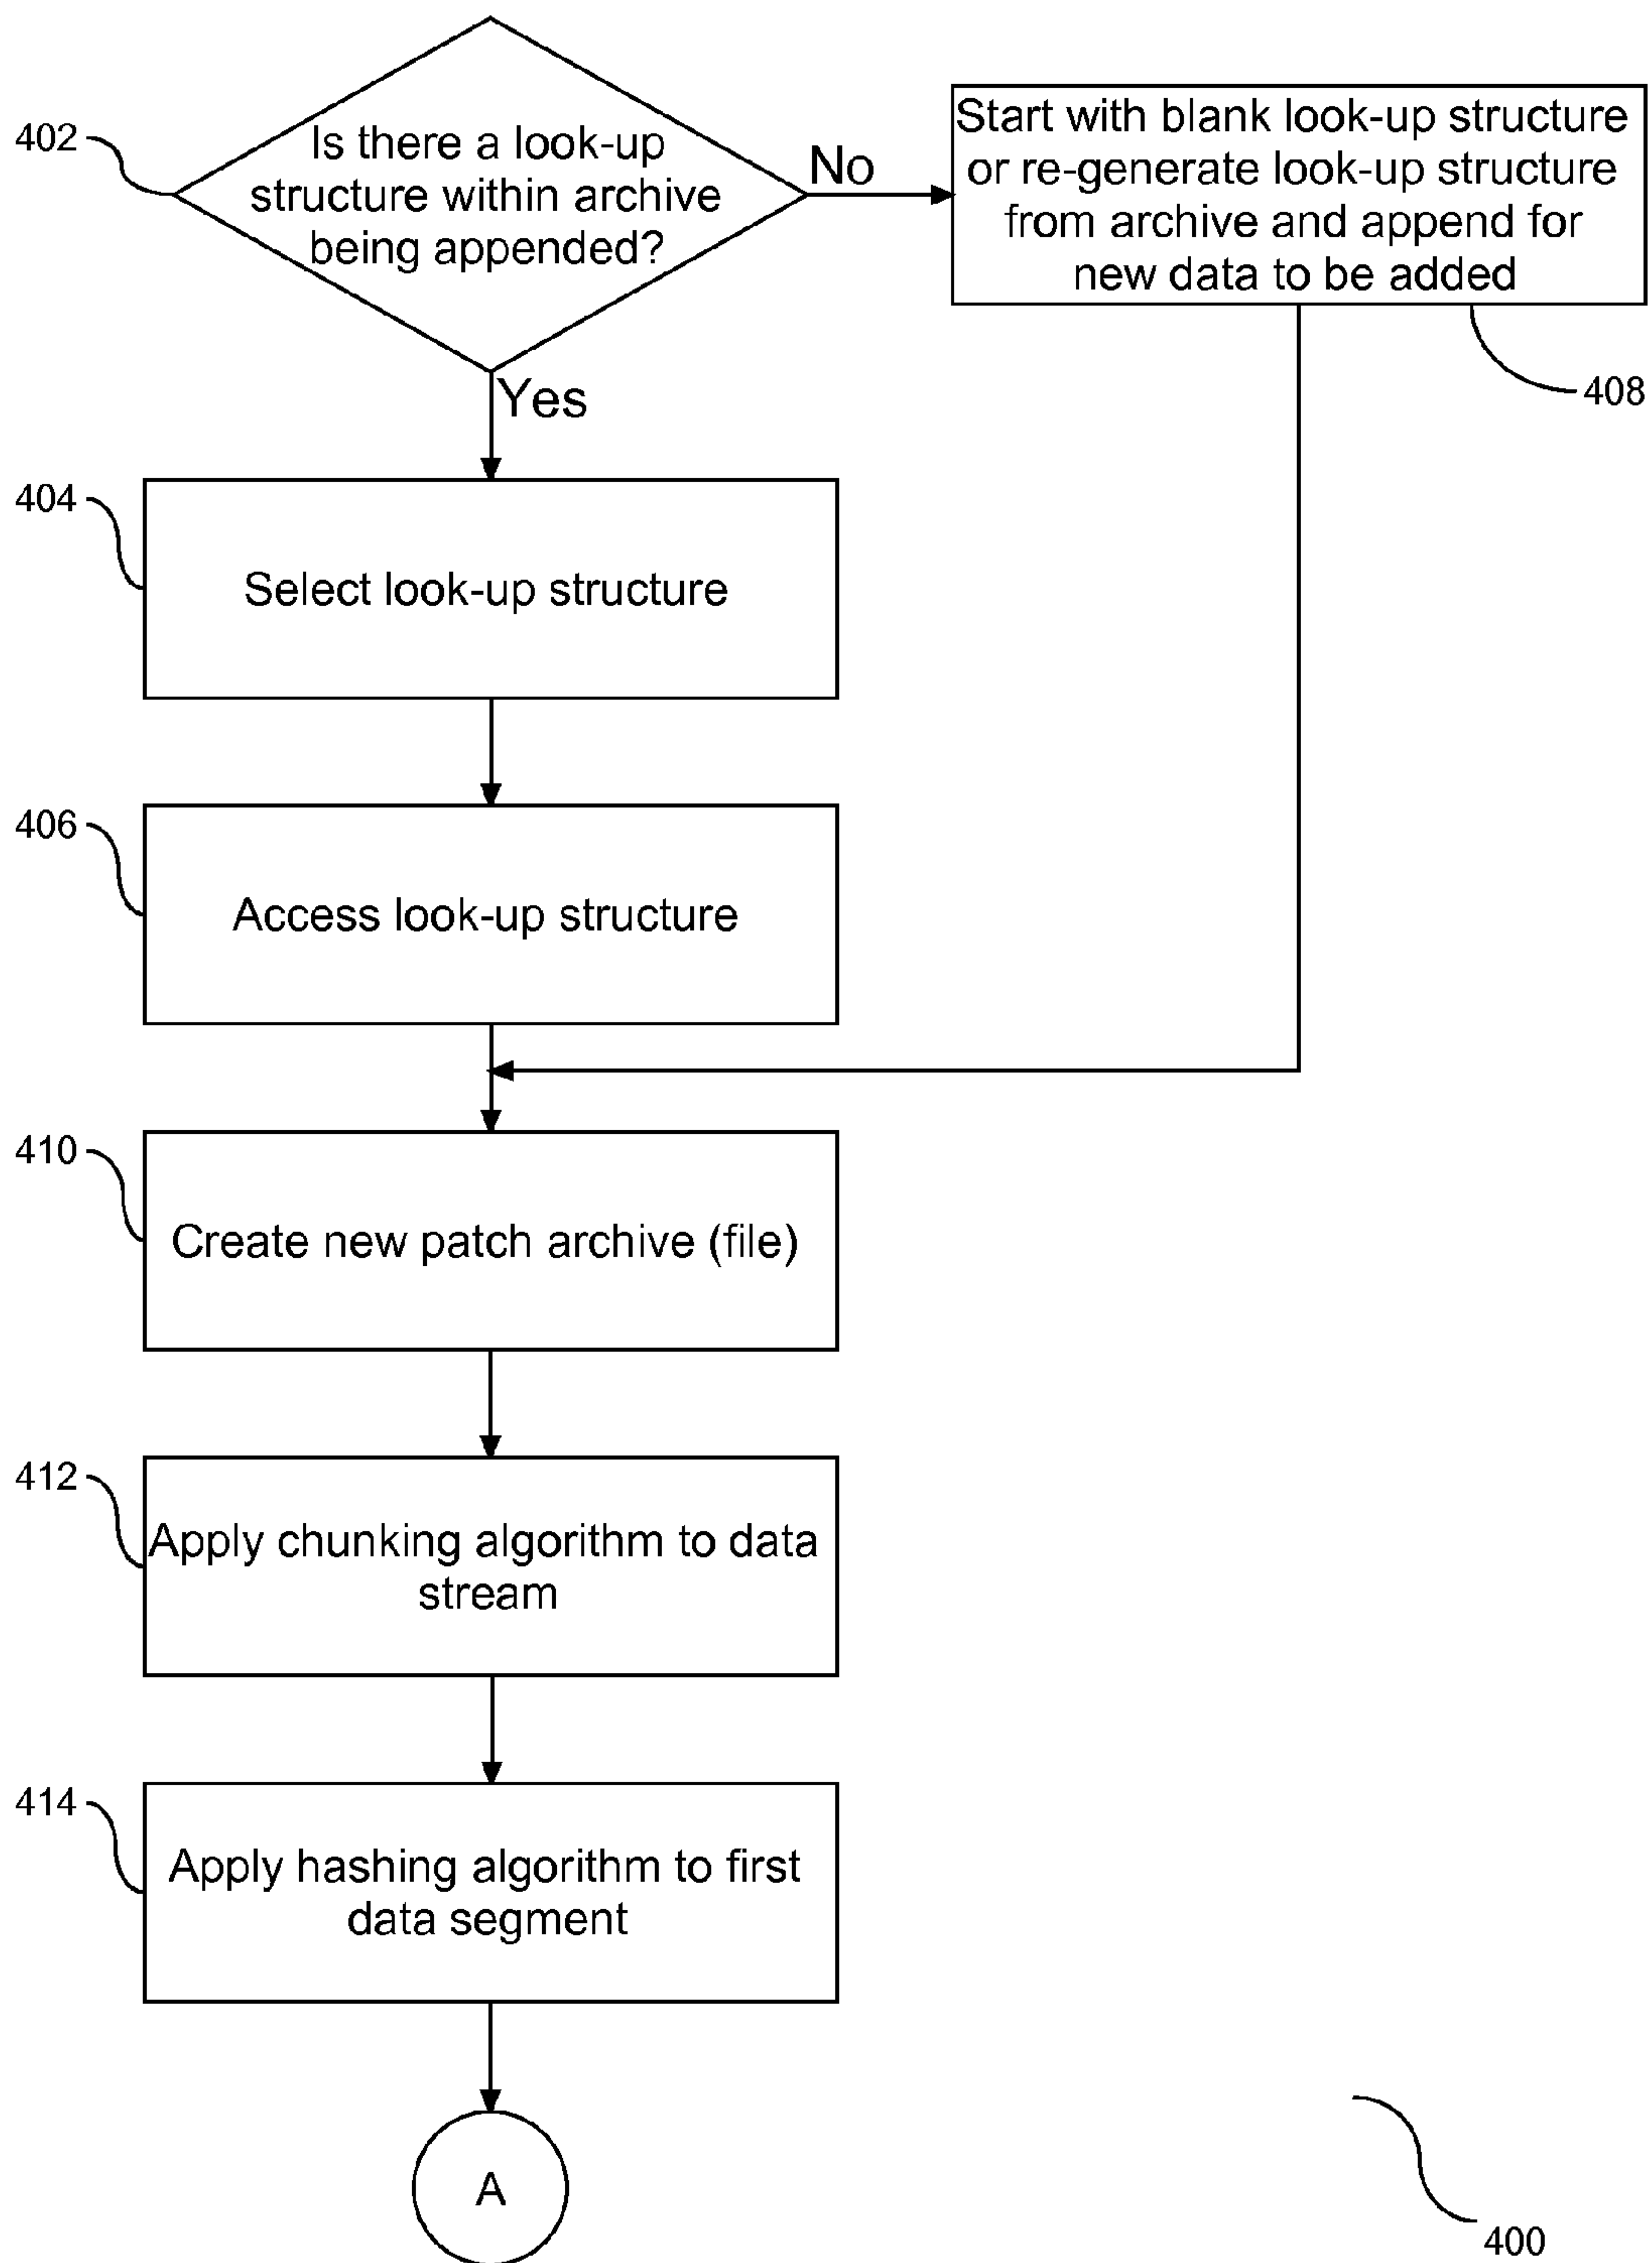 402
Is there a look-up
structure within archive
being appended?
No
Start with blank look-up structure
or re-generate look-up structure
from archive and append for
new data to be added
408
Yes
404
Select look-up structure
406
Access look-up structure
410
Create new patch archive (file)
412
Apply chunking algorithm to data
stream
414
Apply hashing algorithm to first
data segment
A
400